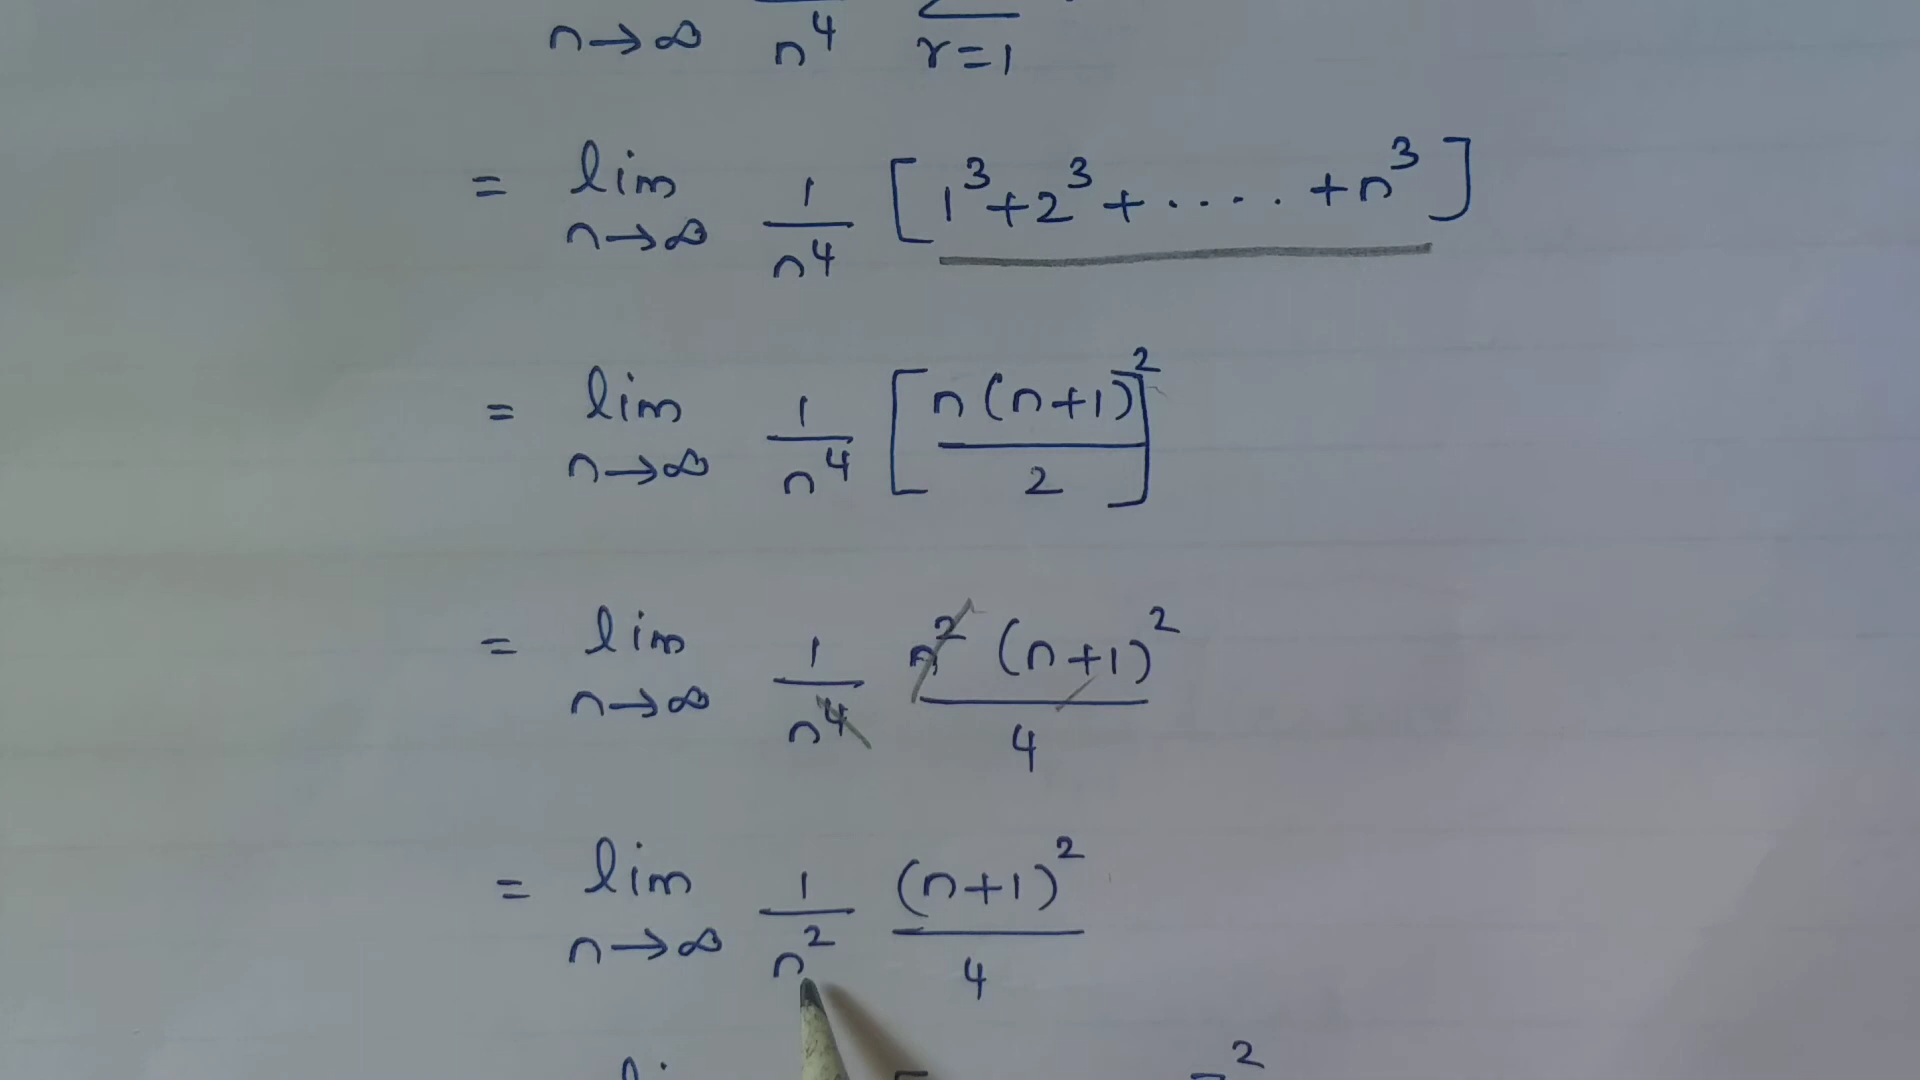 n→∞ n⁴ r=1
= lim n→∞ 1/n⁴ [1³+2³+.....+n³]
= lim n→∞ 1/n⁴ [n(n+1)/2]²
= lim n→∞ 1/n⁴ n²(n+1)²/4
= lim n→∞ 1/n² (n+1)²/4
2